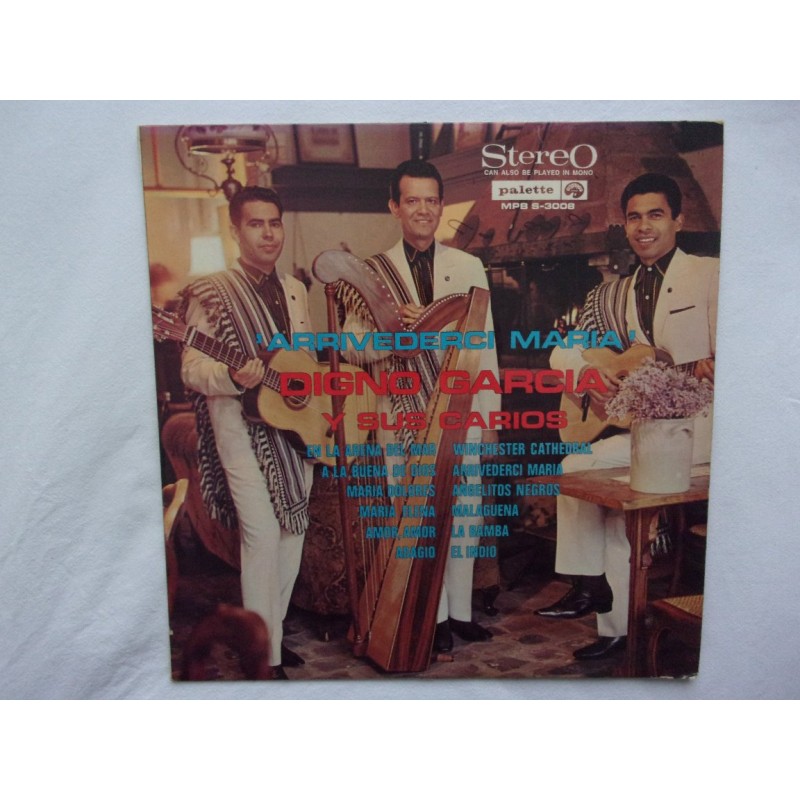 StereO
CAN ALSO BE PLAYED IN MONO
palette
MPB S-3008
'ARRIVEDERCI MARIA'
DIGNO GARCIA
Y SUS CARIOS
EN LA ARENA DEL MAR
A LA BUENA DE DIOS
MARIA DOLORES
MARIA ELENA
AMOR AMOR
ADAGIO
WINCHESTER CATHEDRAL
ARRIVEDERCI MARIA
ANGELITOS NEGROS
MALAGUENA
LA BAMBA
EL INDIO